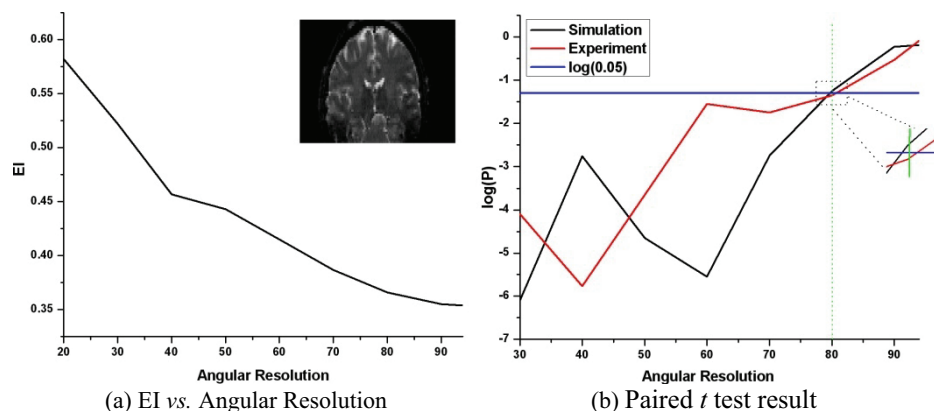 0.60
0.55
0.50
0.45
0.40
0.35
EI
20 30 40 50 60 70 80 90
Angular Resolution
(a) EI vs. Angular Resolution
Simulation
Experiment
log(0.05)
0
-1
-2
-3
-4
-5
-6
-7
log(P)
30 40 50 60 70 80 90
Angular Resolution
(b) Paired t test result